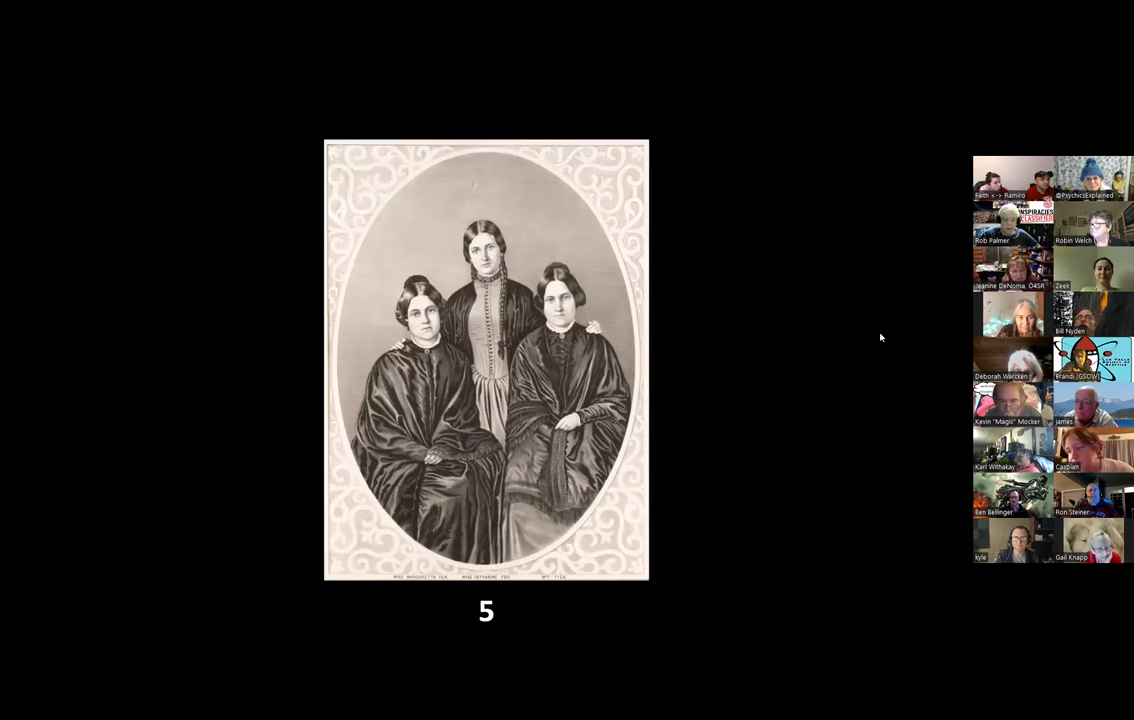 MISS MARGARETTA FOX. MISS CATHARINE FOX. MRS. FISH.
5
Faith <-> Ramiro
@PsychicsExplained
NSPIRACIES
CLASSIFIED
Rob Palmer
Robin Welch
Jeanine DeNoma, O4SR
Zeek
Bill Nyden
Deborah Warcken
Brandi (GSOW)
Kevin "Magic" Mocker
james
Karl Withakay
Caspian
Ben Bellinger
Ron Steiner
kyle
Gail Knapp